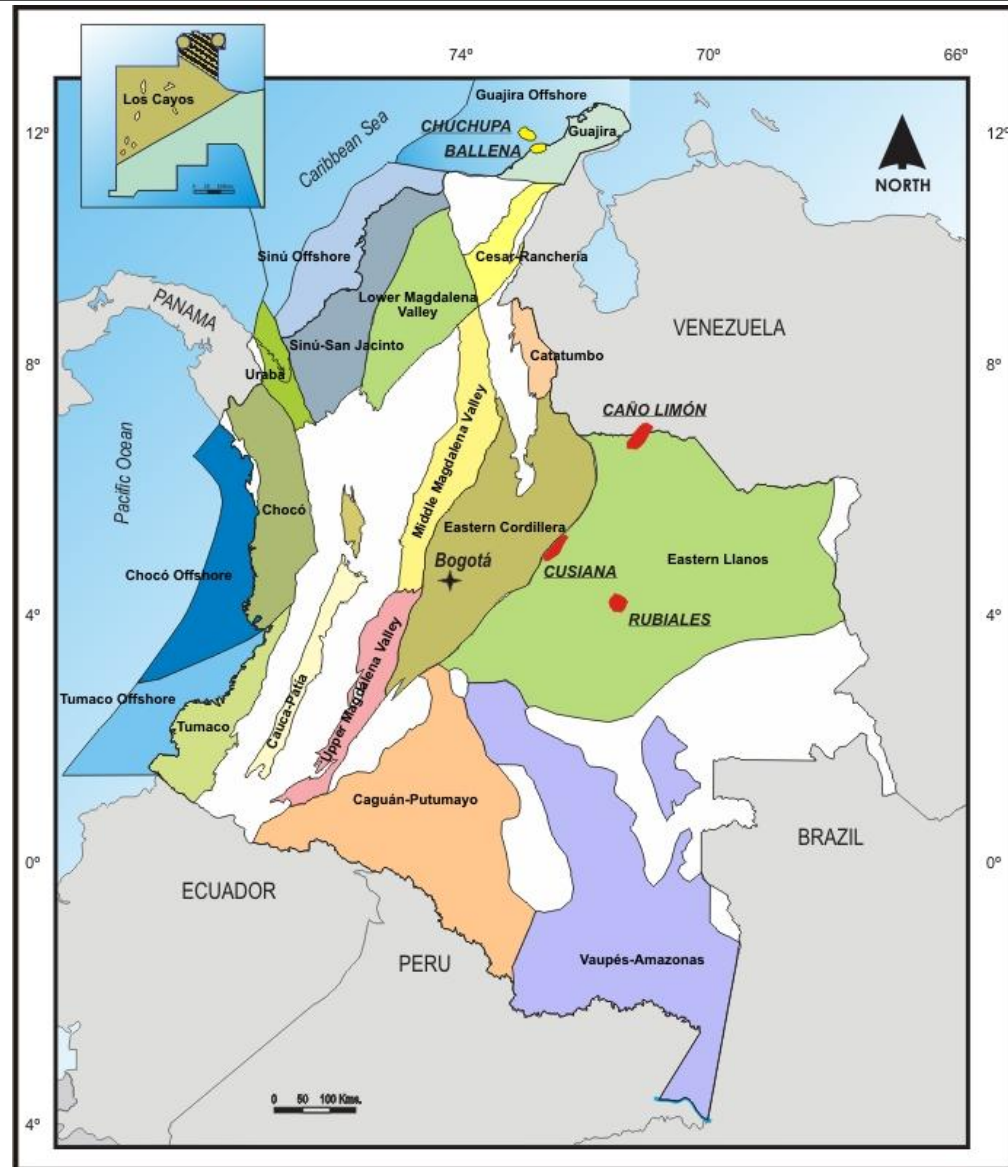 74º
70º
66º
Los Cayos
Guajira Offshore
12º
CHUCHUPA
Guajira
12º
BALLENA
Caribbean Sea
NORTH
Sinú Offshore
Cesar-Ranchería
PANAMA
Lower Magdalena
Valley
VENEZUELA
Sinú-San Jacinto
Catatumbo
8º
Urabá
8º
CAÑO LIMÓN
Pacific Ocean
Middle Magdalena Valley
Chocó
Eastern Cordillera
Bogotá
Eastern Llanos
Chocó Offshore
CUSIANA
4º
RUBIALES
4º
Tumaco Offshore
Tumaco
Cauca-Patía
Upper Magdalena Valley
Caguán-Putumayo
BRAZIL
0º
0º
ECUADOR
PERU
Vaupés-Amazonas
0 50 100 Kms.
4º